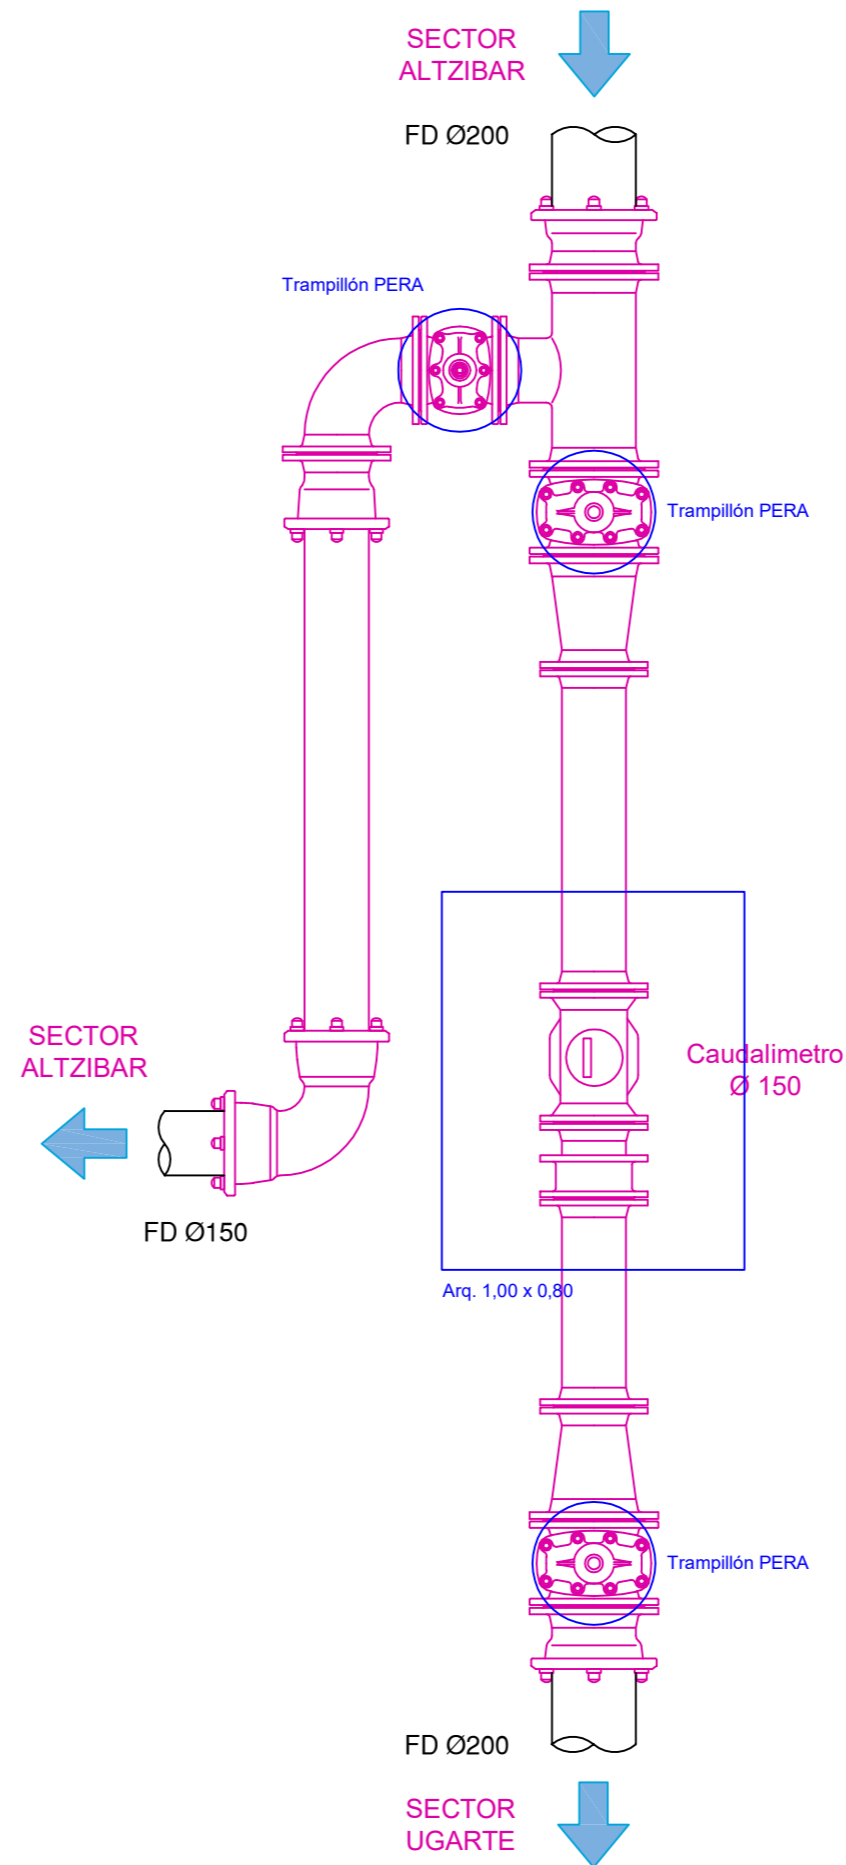 SECTOR
ALTZIBAR
FD Ø200
Trampillón PERA
Trampillón PERA
SECTOR
ALTZIBAR
Caudalimetro
Ø 150
FD Ø150
Arq. 1,00 x 0,80
Trampillón PERA
FD Ø200
SECTOR
UGARTE